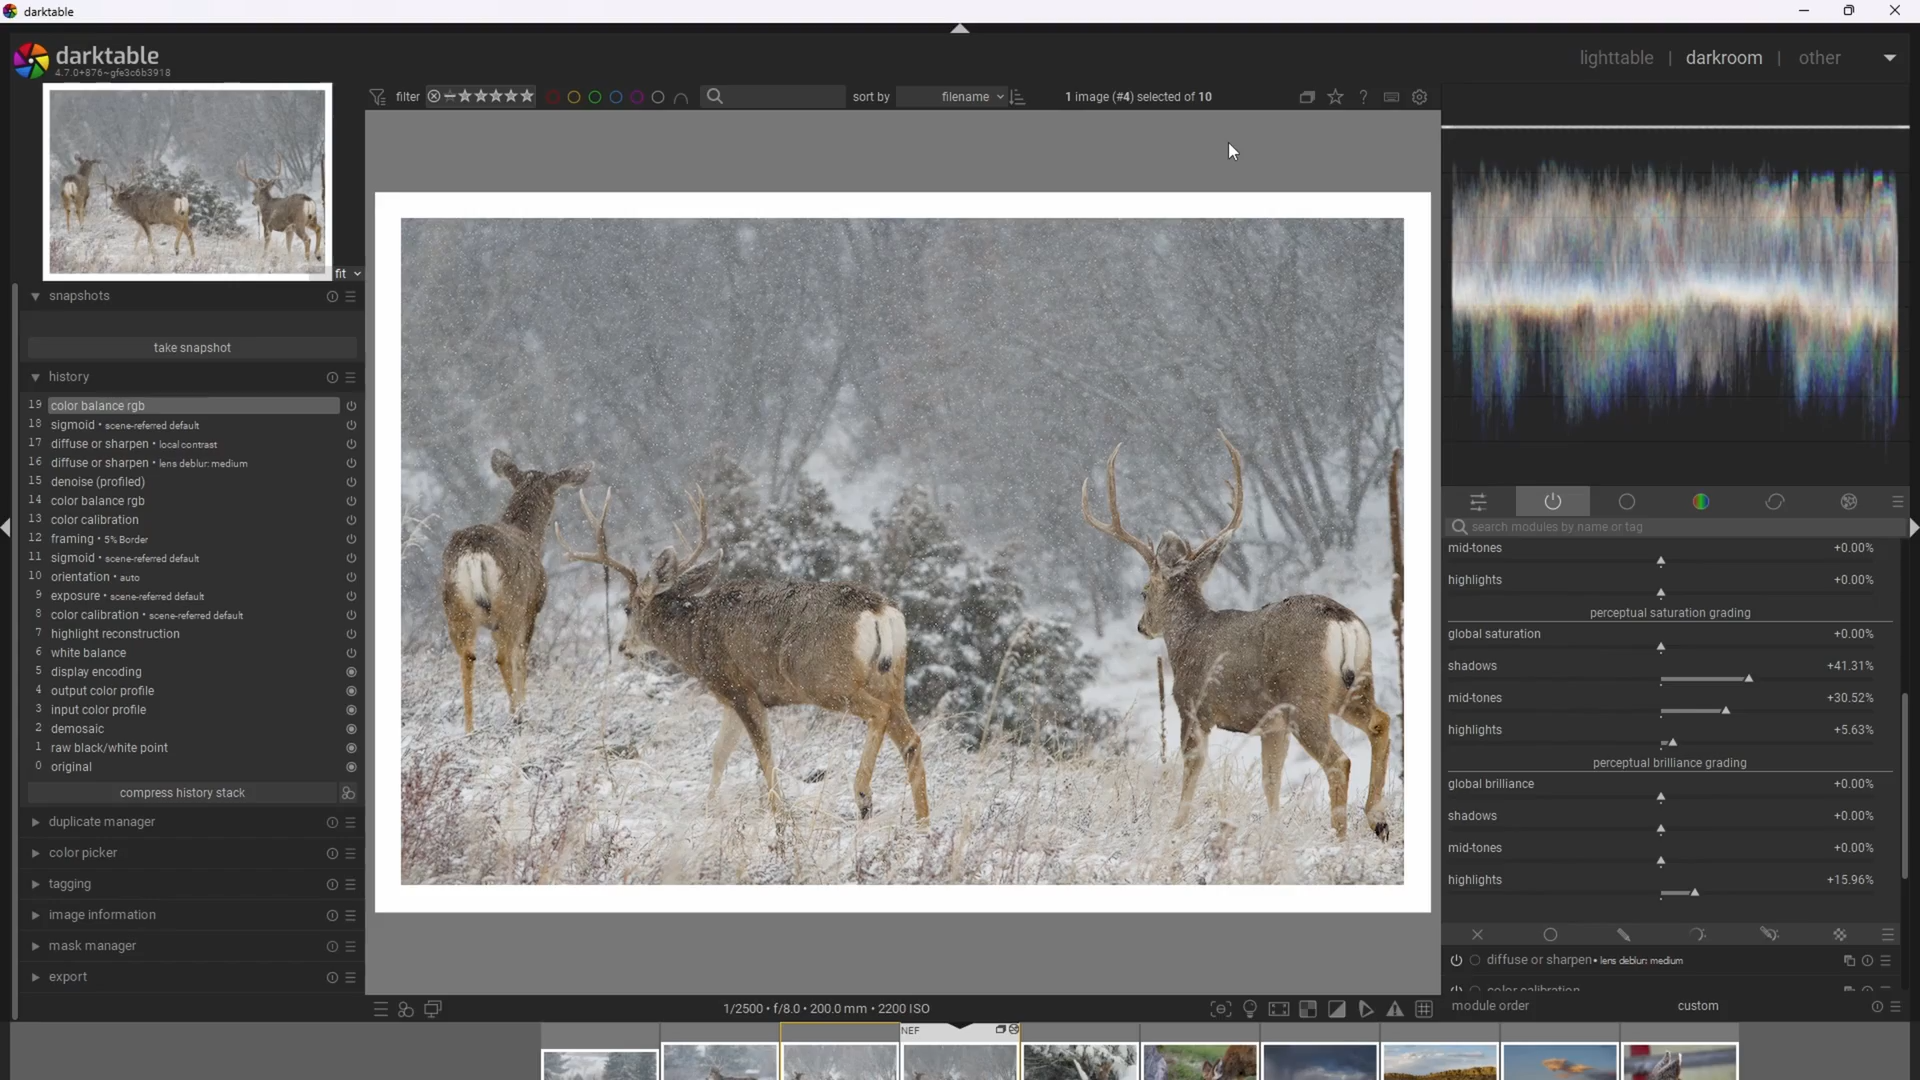 darktable
darktable
4.7.0+876~gfe3c6b3918
lighttable | darkroom | other
filter
sort by filename
1 image (#4) selected of 10
fit
snapshots
take snapshot
history
19 color balance rgb
18 sigmoid • scene-referred default
17 diffuse or sharpen • local contrast
16 diffuse or sharpen • lens deblur: medium
15 denoise (profiled)
14 color balance rgb
13 color calibration
12 framing • 5% Border
11 sigmoid • scene-referred default
10 orientation • auto
9 exposure • scene-referred default
8 color calibration • scene-referred default
7 highlight reconstruction
6 white balance
5 display encoding
4 output color profile
3 input color profile
2 demosaic
1 raw black/white point
0 original
compress history stack
duplicate manager
color picker
tagging
image information
mask manager
export
1/2500 • f/8.0 • 200.0 mm • 2200 ISO
NEF
search modules by name or tag
mid-tones +0.00%
highlights +0.00%
perceptual saturation grading
global saturation +0.00%
shadows +41.31%
mid-tones +30.52%
highlights +5.63%
perceptual brilliance grading
global brilliance +0.00%
shadows +0.00%
mid-tones +0.00%
highlights +15.96%
diffuse or sharpen • lens deblur: medium
color calibration
module order custom